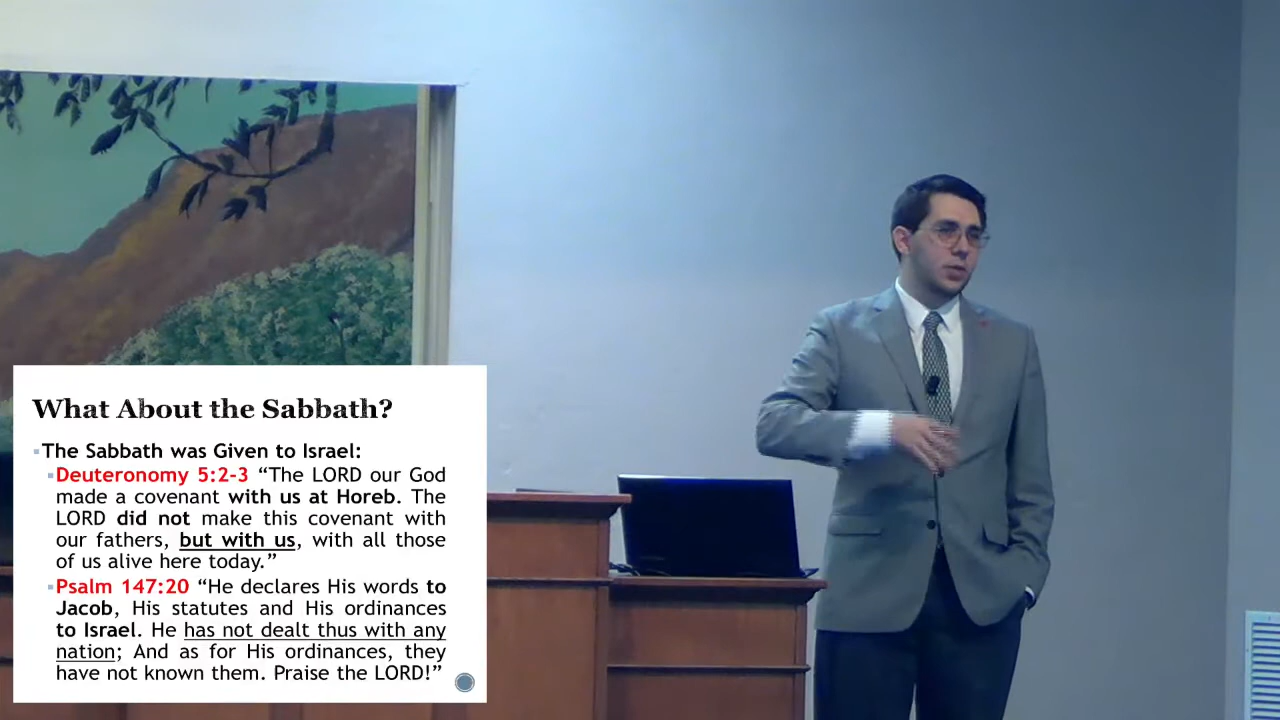 What About the Sabbath?
▪The Sabbath was Given to Israel:
▪Deuteronomy 5:2-3 “The LORD our God
made a covenant with us at Horeb. The
LORD did not make this covenant with
our fathers, but with us, with all those
of us alive here today.”
▪Psalm 147:20 “He declares His words to
Jacob, His statutes and His ordinances
to Israel. He has not dealt thus with any
nation; And as for His ordinances, they
have not known them. Praise the LORD!”